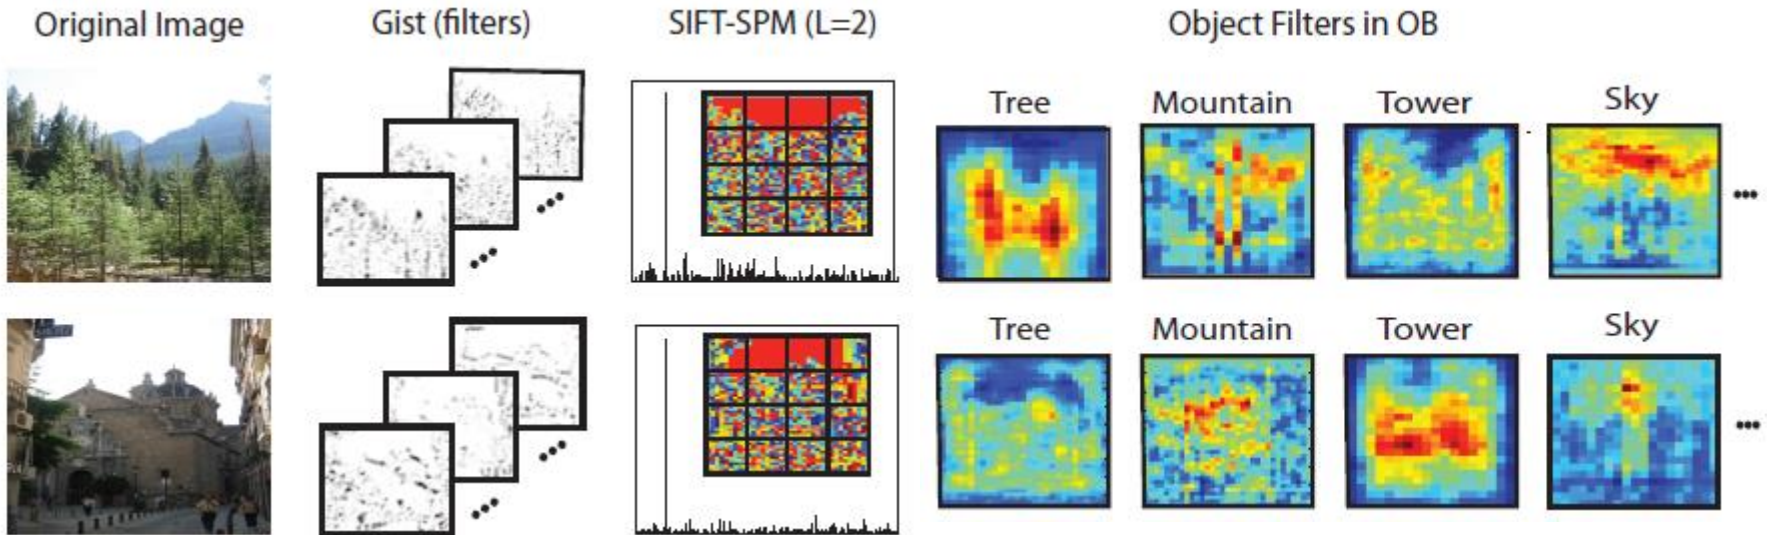 Original Image Gist (filters) SIFT-SPM (L=2) Object Filters in OB
Tree Mountain Tower Sky
Tree Mountain Tower Sky